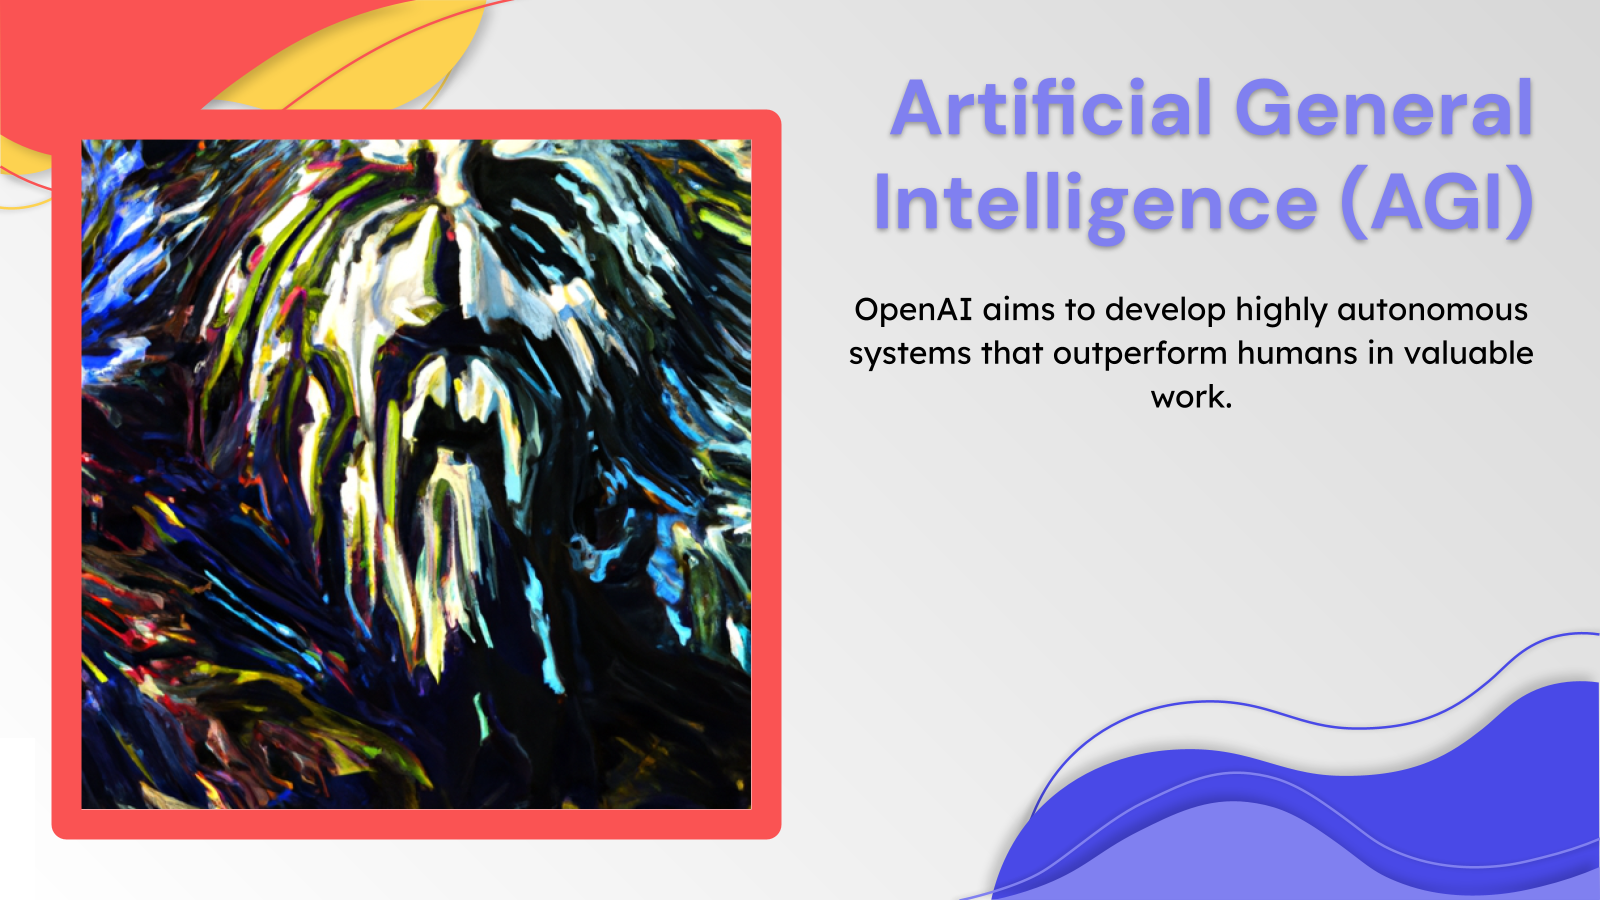 Artificial General
Intelligence (AGI)
OpenAI aims to develop highly autonomous
systems that outperform humans in valuable
work.